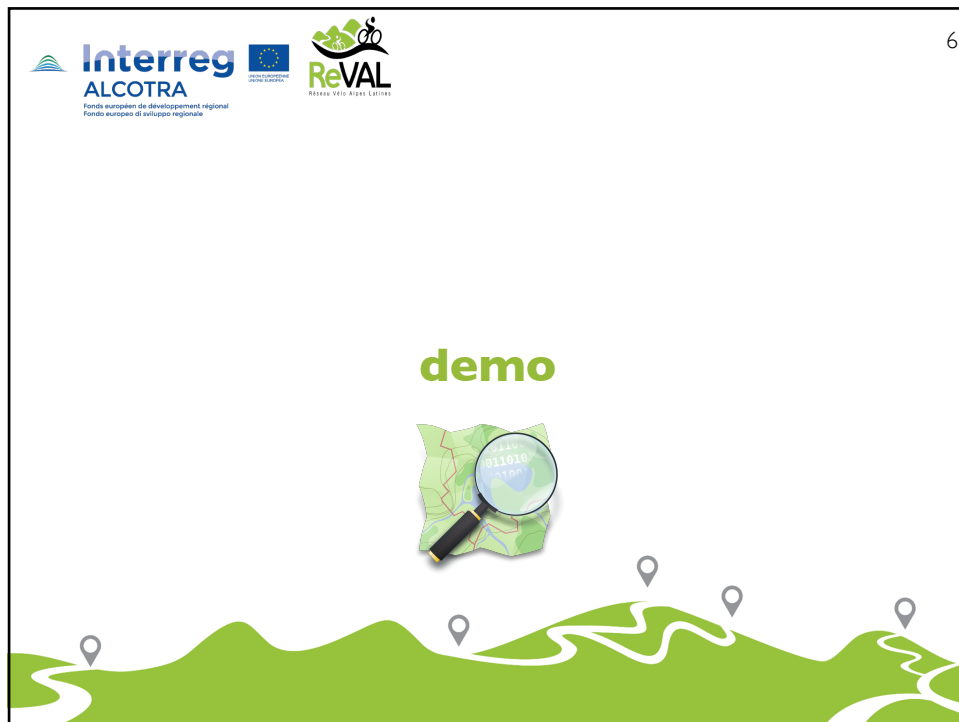 6
Interreg
ALCOTRA
Fonds européen de développement régional
Fondo europeo di sviluppo regionale
UNION EUROPÉENNE
UNIONE EUROPEA
ReVAL
Réseau Vélo Alpes Latines
demo
011010